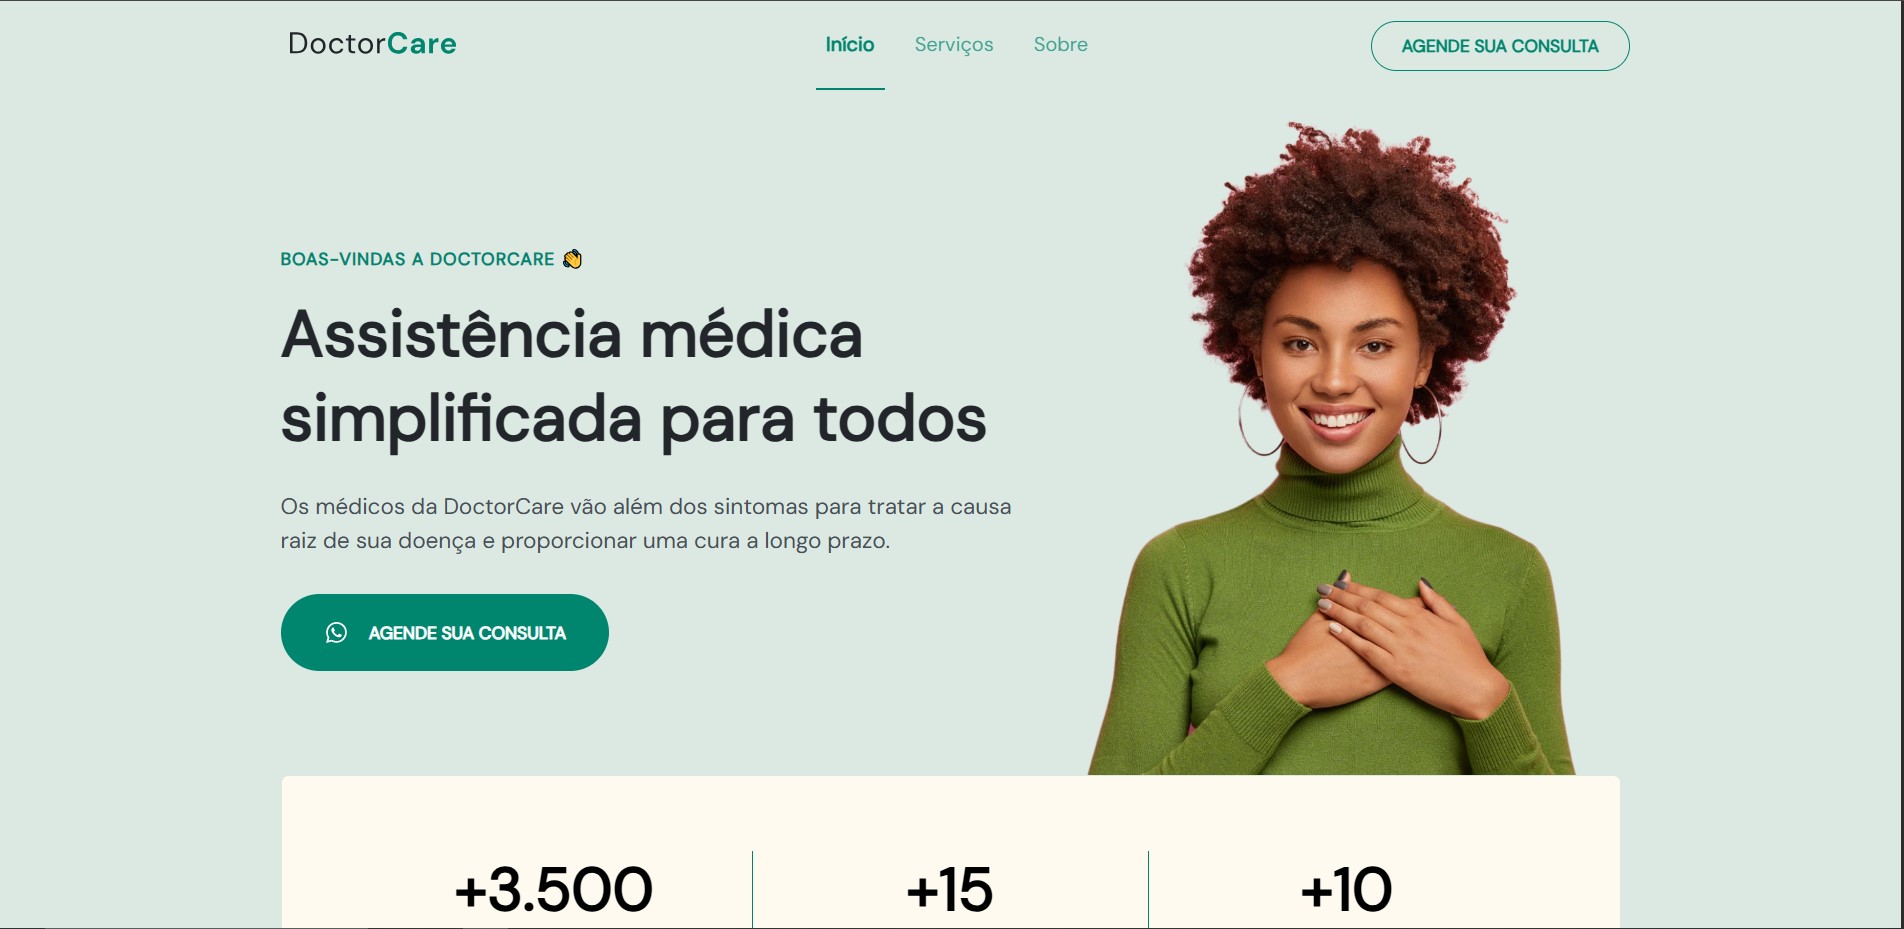 DoctorCare
Início
Serviços
Sobre
AGENDE SUA CONSULTA
BOAS-VINDAS A DOCTORCARE 👋
Assistência médica
simplificada para todos
Os médicos da DoctorCare vão além dos sintomas para tratar a causa
raiz de sua doença e proporcionar uma cura a longo prazo.
AGENDE SUA CONSULTA
+3.500
+15
+10